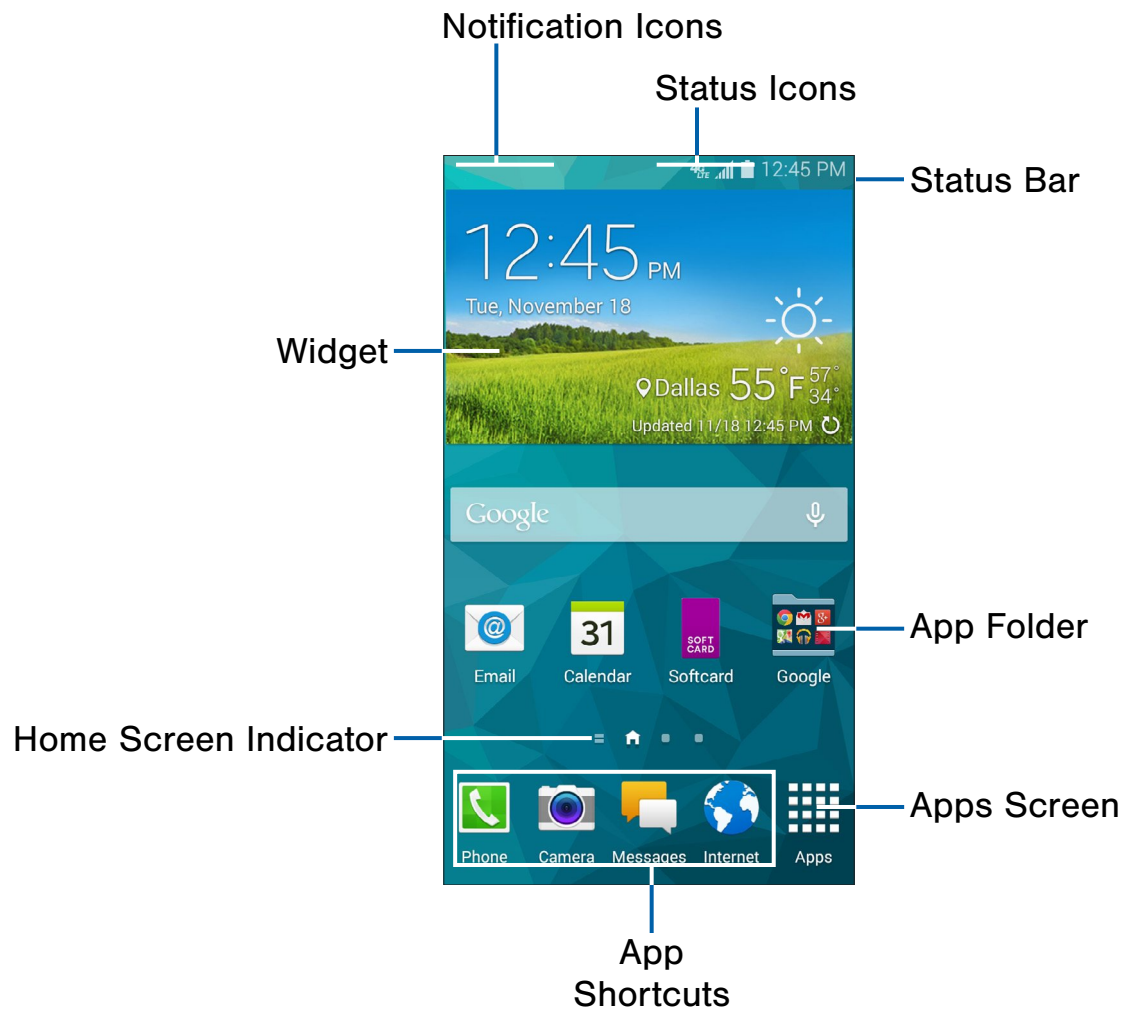 Notification Icons
Status Icons
4G LTE 12:45 PM
Status Bar
12:45 PM
Tue, November 18
Widget
Dallas 55°F 57° 34°
Updated 11/18 12:45 PM
Google
31
SOFT CARD
App Folder
Email Calendar Softcard Google
Home Screen Indicator
Apps Screen
Phone Camera Messages Internet Apps
App
Shortcuts